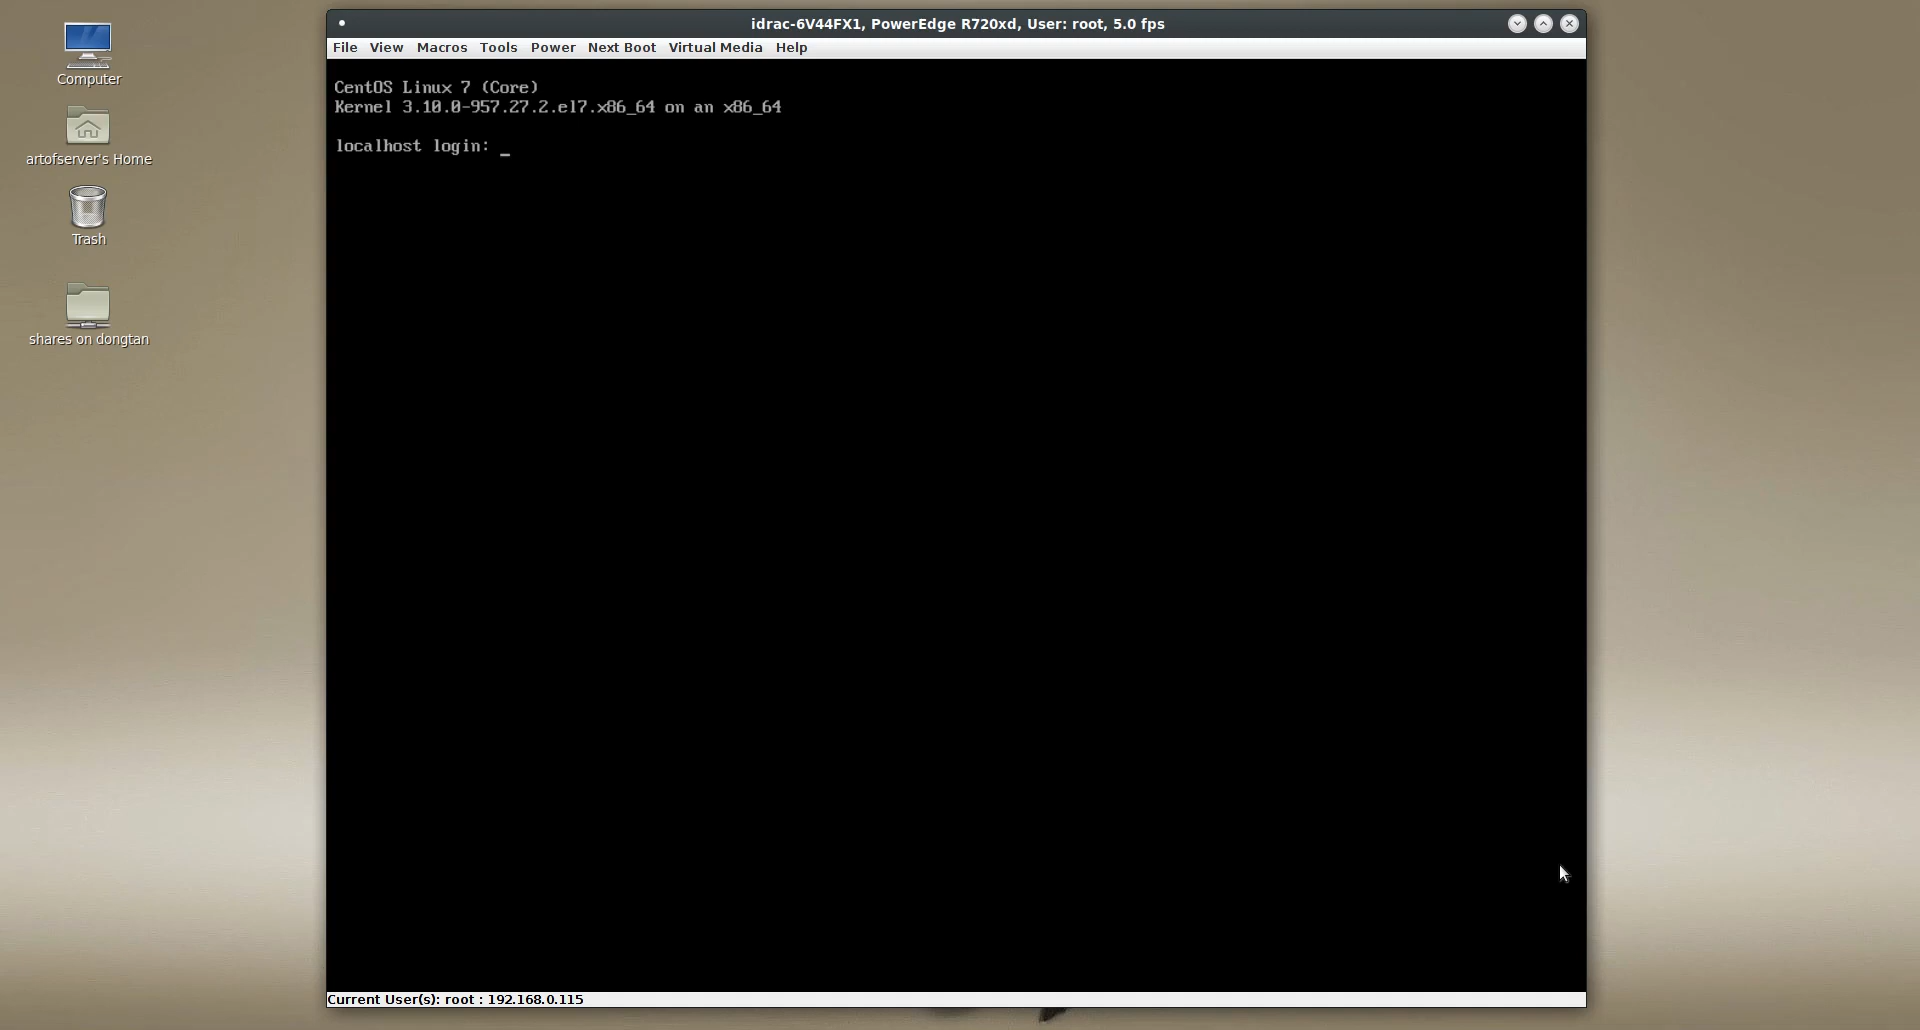 idrac-6V44FX1, PowerEdge R720xd, User: root, 5.0 fps
File View Macros Tools Power Next Boot Virtual Media Help
CentOS Linux 7 (Core)
Kernel 3.10.0-957.27.2.el7.x86_64 on an x86_64
localhost login: _
Current User(s): root : 192.168.0.115
Computer
artofserver's Home
Trash
shares on dongtan